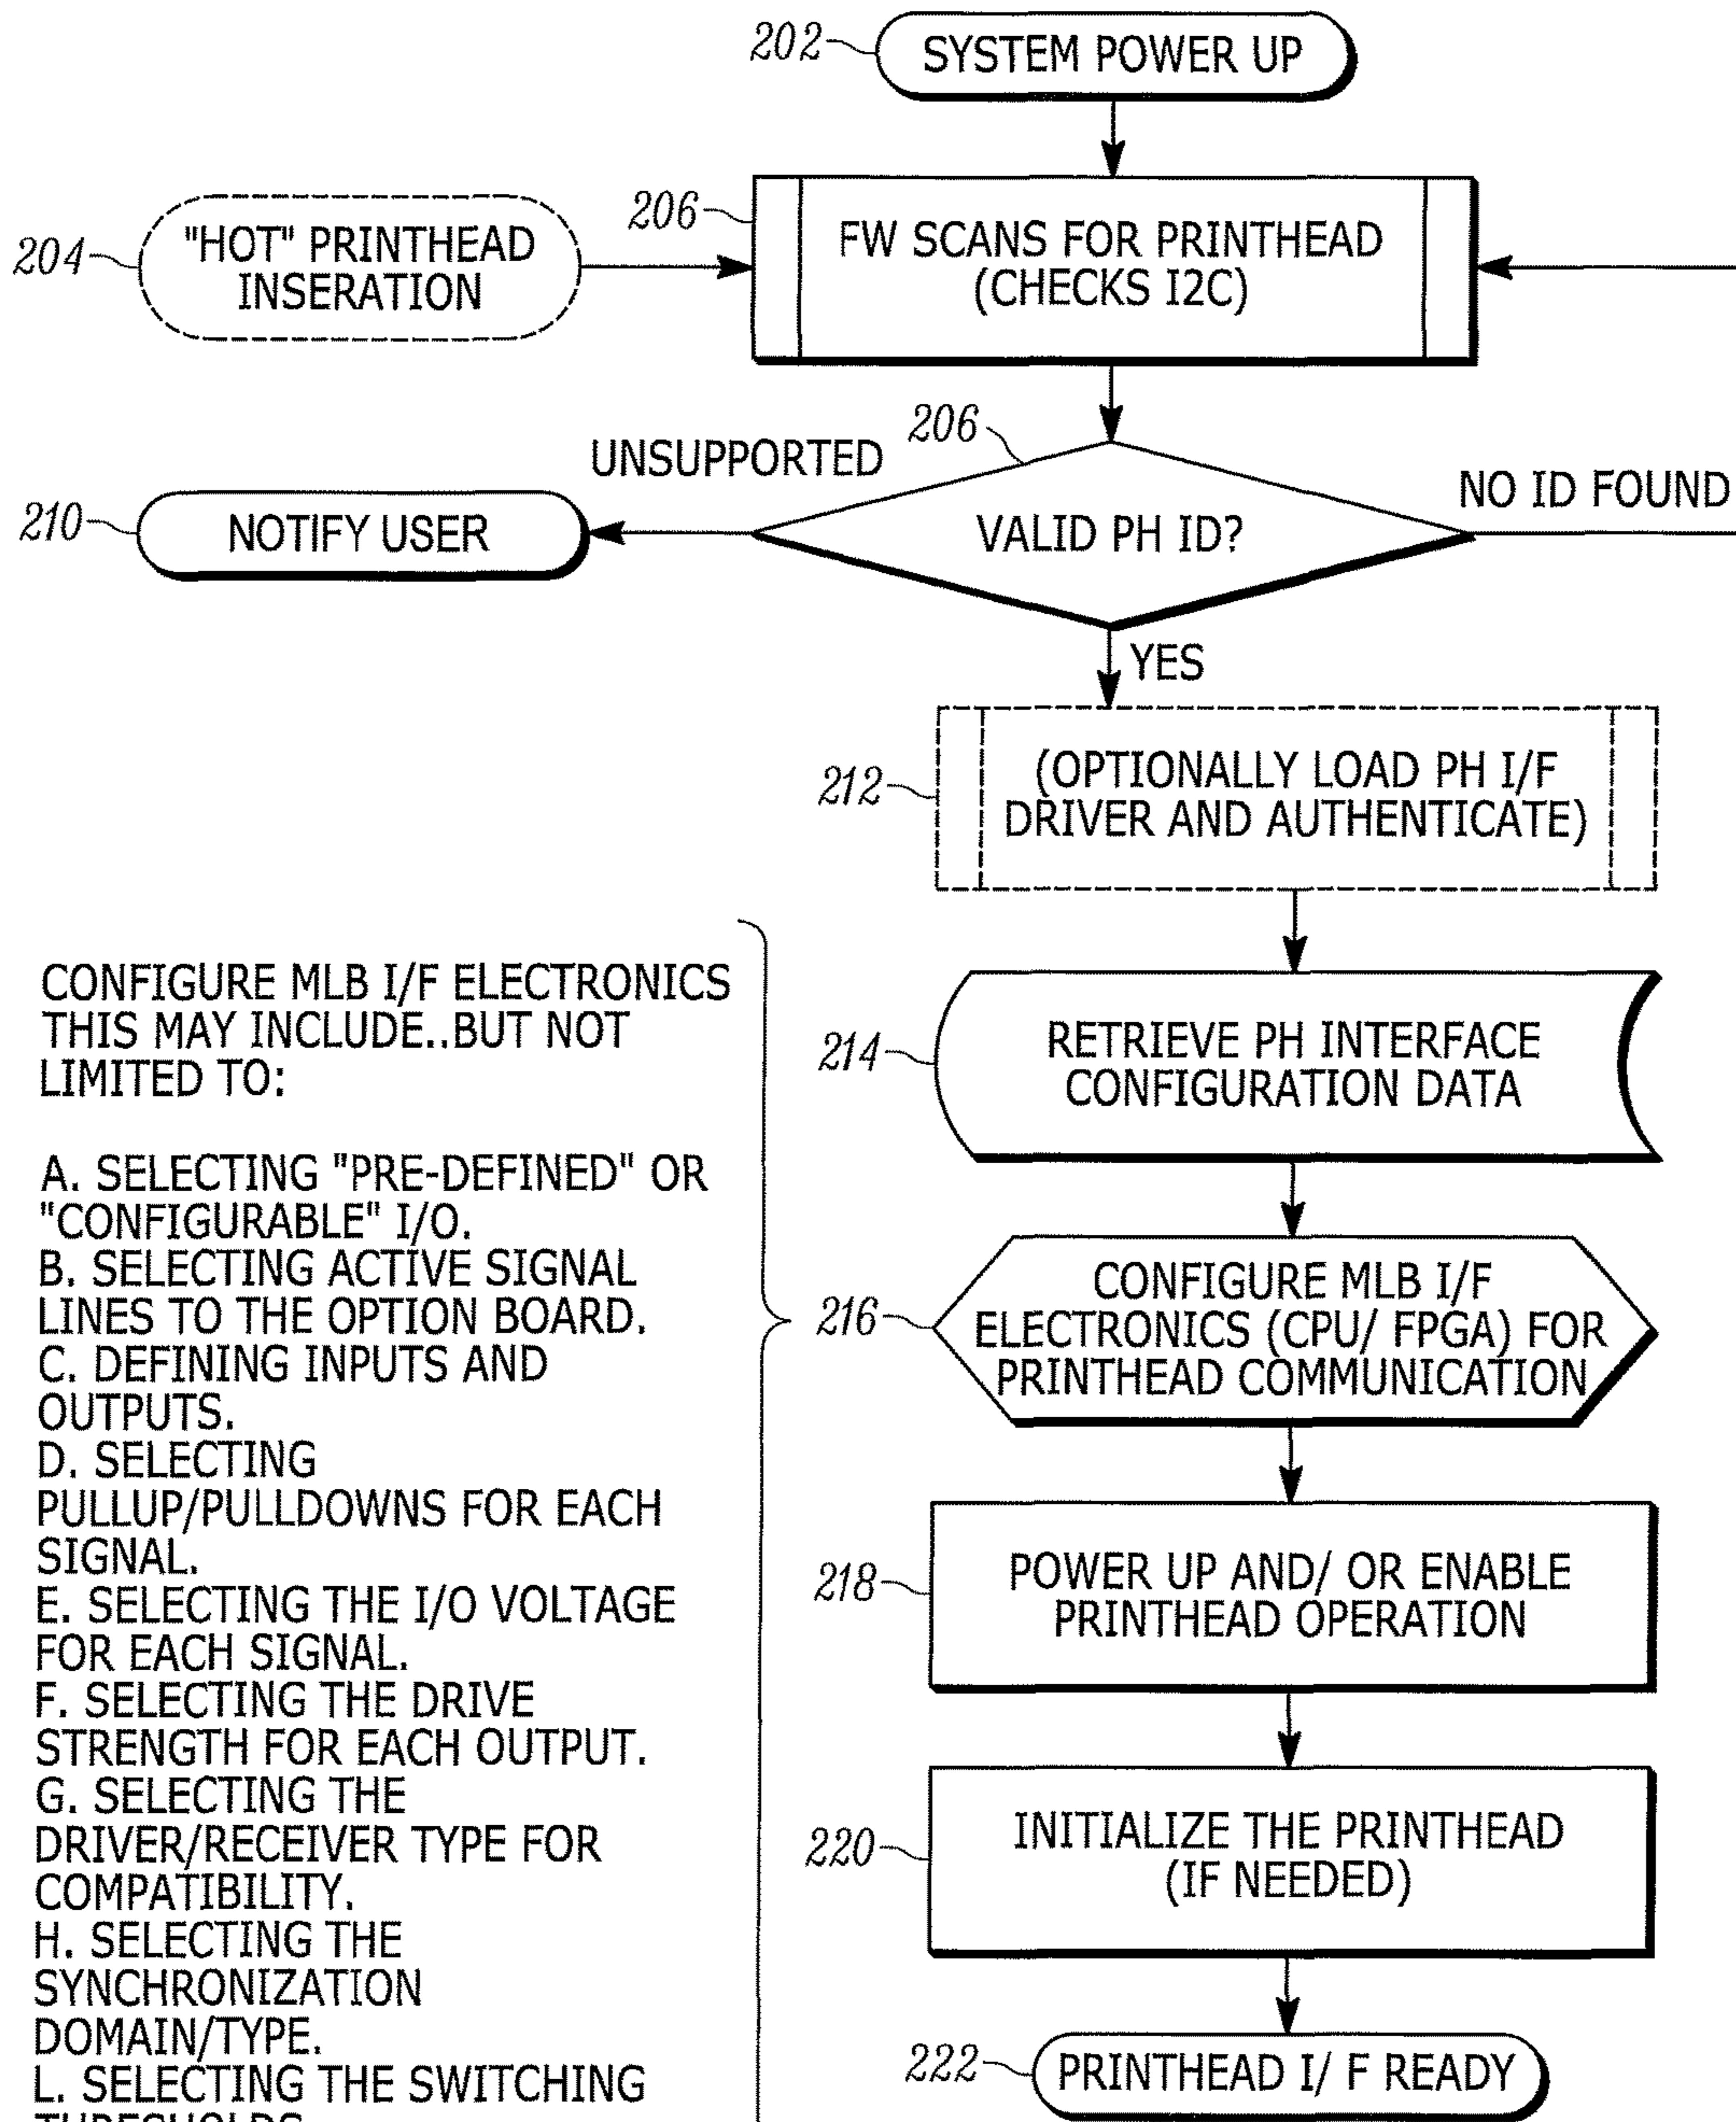 202
SYSTEM POWER UP
204
"HOT" PRINTHEAD
INSERATION
206
FW SCANS FOR PRINTHEAD
(CHECKS I2C)
206
UNSUPPORTED
NO ID FOUND
210
NOTIFY USER
VALID PH ID?
YES
212
(OPTIONALLY LOAD PH I/F
DRIVER AND AUTHENTICATE)
214
RETRIEVE PH INTERFACE
CONFIGURATION DATA
216
CONFIGURE MLB I/F
ELECTRONICS (CPU/ FPGA) FOR
PRINTHEAD COMMUNICATION
218
POWER UP AND/ OR ENABLE
PRINTHEAD OPERATION
220
INITIALIZE THE PRINTHEAD
(IF NEEDED)
222
PRINTHEAD I/ F READY
CONFIGURE MLB I/F ELECTRONICS
THIS MAY INCLUDE..BUT NOT
LIMITED TO:
A. SELECTING "PRE-DEFINED" OR
"CONFIGURABLE" I/O.
B. SELECTING ACTIVE SIGNAL
LINES TO THE OPTION BOARD.
C. DEFINING INPUTS AND
OUTPUTS.
D. SELECTING
PULLUP/PULLDOWNS FOR EACH
SIGNAL.
E. SELECTING THE I/O VOLTAGE
FOR EACH SIGNAL.
F. SELECTING THE DRIVE
STRENGTH FOR EACH OUTPUT.
G. SELECTING THE
DRIVER/RECEIVER TYPE FOR
COMPATIBILITY.
H. SELECTING THE
SYNCHRONIZATION
DOMAIN/TYPE.
L. SELECTING THE SWITCHING